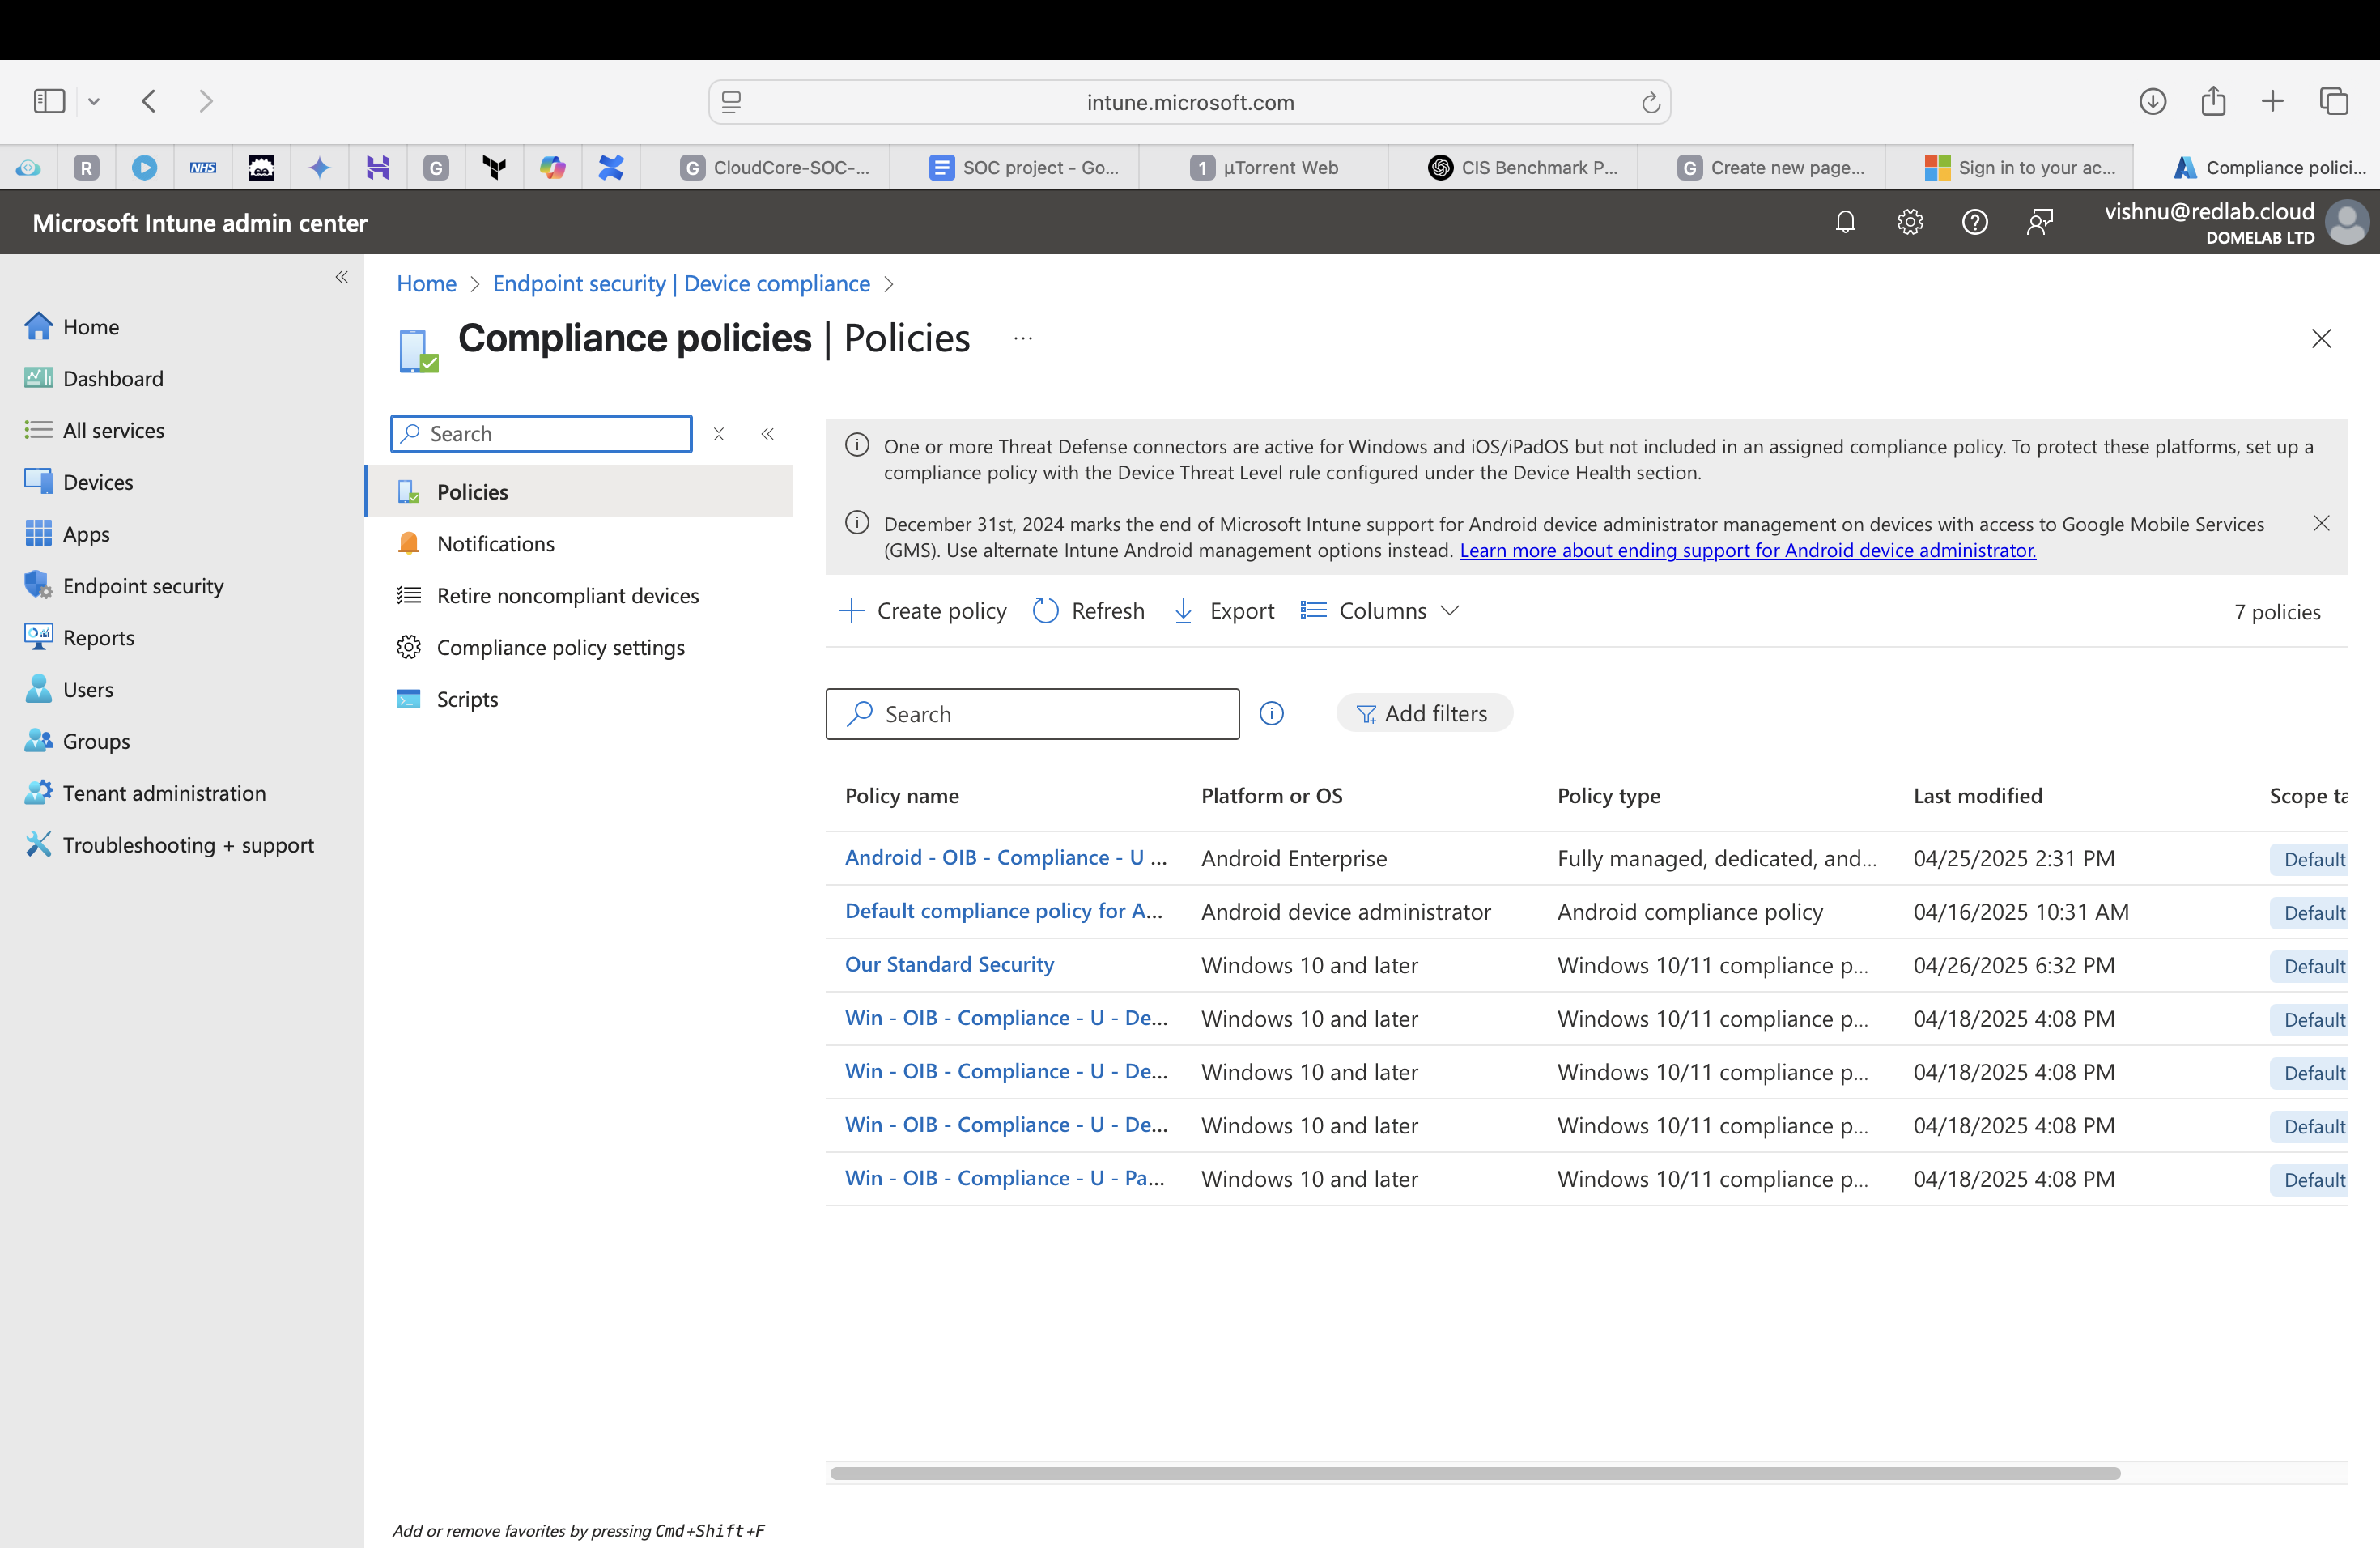 intune.microsoft.com
R
NHS
G
G CloudCore-SOC-...
SOC project - Go...
1 µTorrent Web
CIS Benchmark P...
G Create new page...
Sign in to your ac...
Compliance polici...
Microsoft Intune admin center
vishnu@redlab.cloud
DOMELAB LTD
Home
Dashboard
All services
Devices
Apps
Endpoint security
Reports
Users
Groups
Tenant administration
Troubleshooting + support
Home > Endpoint security | Device compliance >
Compliance policies | Policies ...
Search
Policies
Notifications
Retire noncompliant devices
Compliance policy settings
Scripts
Add or remove favorites by pressing Cmd+Shift+F
One or more Threat Defense connectors are active for Windows and iOS/iPadOS but not included in an assigned compliance policy. To protect these platforms, set up a
compliance policy with the Device Threat Level rule configured under the Device Health section.
December 31st, 2024 marks the end of Microsoft Intune support for Android device administrator management on devices with access to Google Mobile Services
(GMS). Use alternate Intune Android management options instead. Learn more about ending support for Android device administrator.
Create policy Refresh Export Columns 7 policies
Search Add filters
Policy name Platform or OS Policy type Last modified Scope ta
Android - OIB - Compliance - U ... Android Enterprise Fully managed, dedicated, and... 04/25/2025 2:31 PM Default
Default compliance policy for A... Android device administrator Android compliance policy 04/16/2025 10:31 AM Default
Our Standard Security Windows 10 and later Windows 10/11 compliance p... 04/26/2025 6:32 PM Default
Win - OIB - Compliance - U - De... Windows 10 and later Windows 10/11 compliance p... 04/18/2025 4:08 PM Default
Win - OIB - Compliance - U - De... Windows 10 and later Windows 10/11 compliance p... 04/18/2025 4:08 PM Default
Win - OIB - Compliance - U - De... Windows 10 and later Windows 10/11 compliance p... 04/18/2025 4:08 PM Default
Win - OIB - Compliance - U - Pa... Windows 10 and later Windows 10/11 compliance p... 04/18/2025 4:08 PM Default